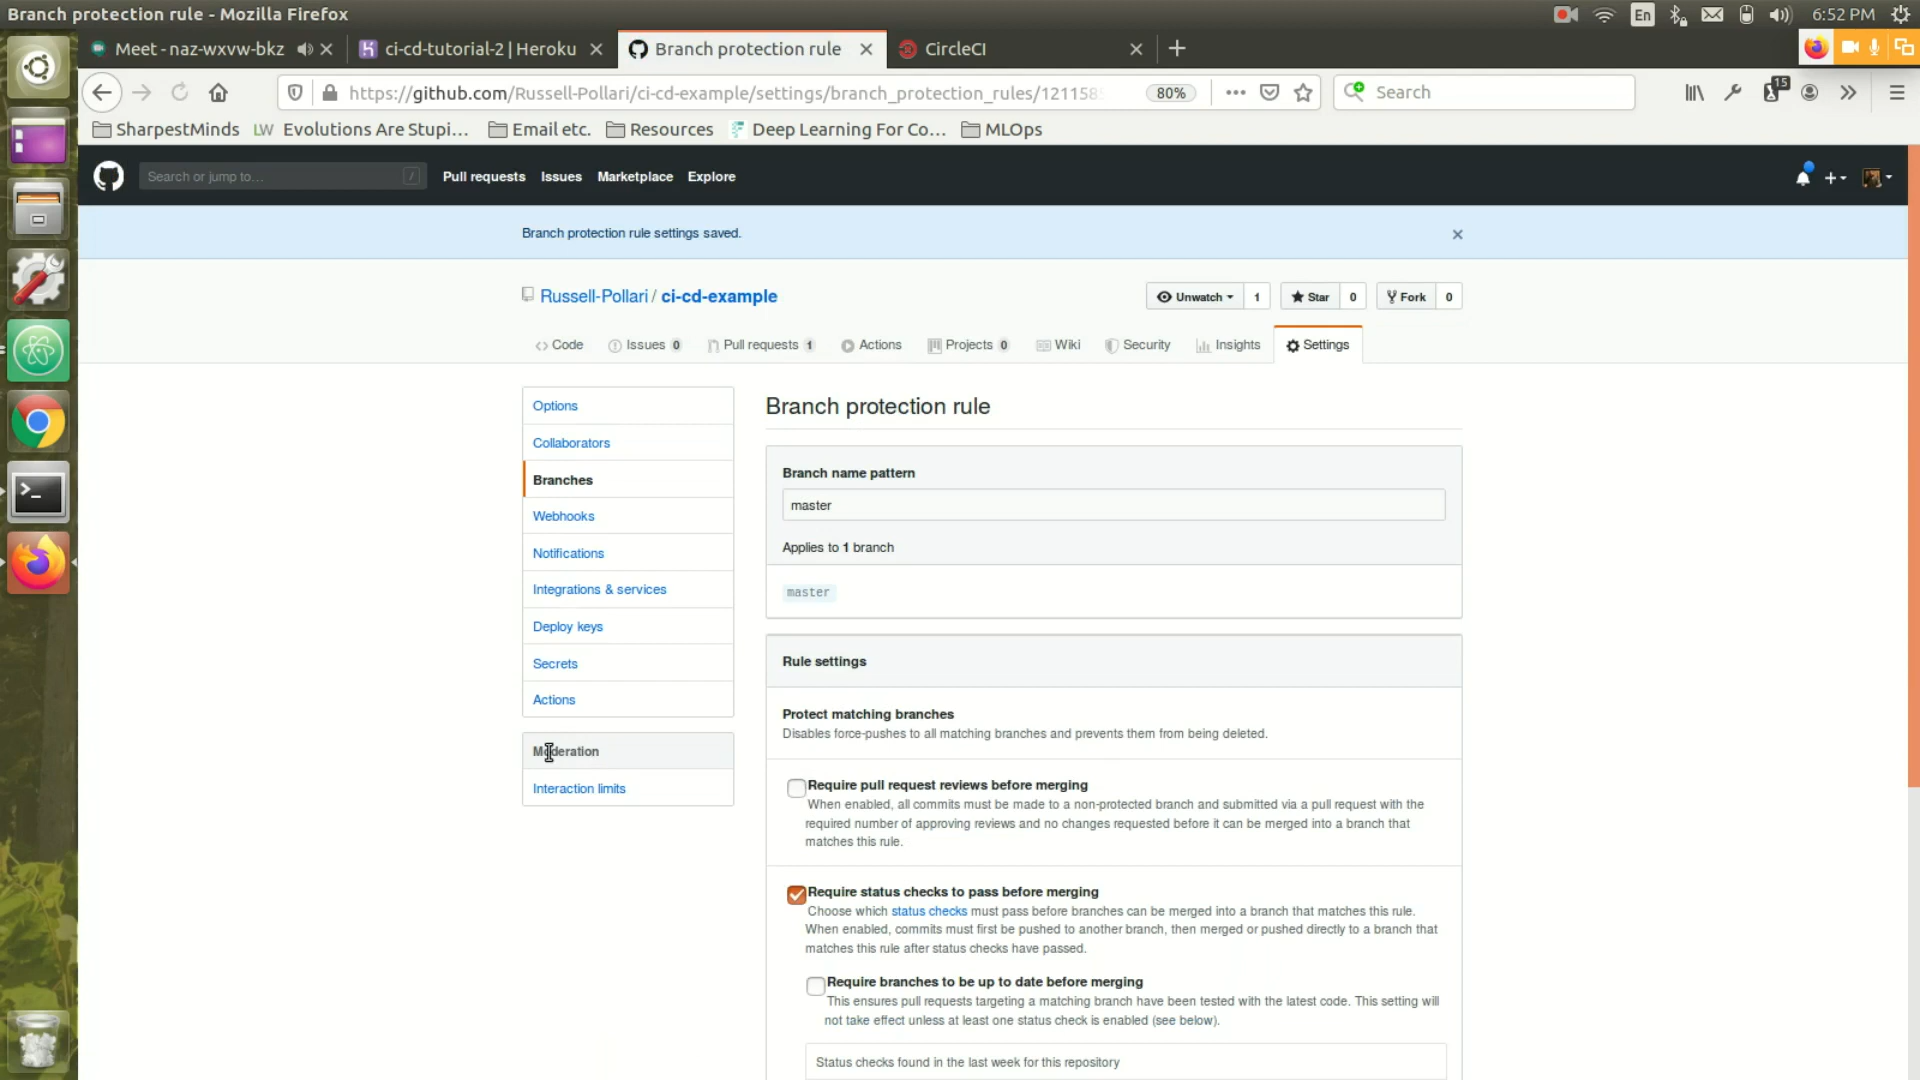 Branch protection rule - Mozilla Firefox
En
6:52 PM
Meet - naz-wxvw-bkz
ci-cd-tutorial-2 | Heroku
Branch protection rule
CircleCI
https://github.com/Russell-Pollari/ci-cd-example/settings/branch_protection_rules/121158
80%
Search
15
SharpestMinds
LW Evolutions Are Stupi…
Email etc.
Resources
Deep Learning For Co…
MLOps
Search or jump to…
/
Pull requests
Issues
Marketplace
Explore
Branch protection rule settings saved.
Russell-Pollari / ci-cd-example
Unwatch 1
Star 0
Fork 0
Code
Issues 0
Pull requests 1
Actions
Projects 0
Wiki
Security
Insights
Settings
Options
Collaborators
Branches
Webhooks
Notifications
Integrations & services
Deploy keys
Secrets
Actions
Moderation
Interaction limits
Branch protection rule
Branch name pattern
master
Applies to 1 branch
master
Rule settings
Protect matching branches
Disables force-pushes to all matching branches and prevents them from being deleted.
Require pull request reviews before merging
When enabled, all commits must be made to a non-protected branch and submitted via a pull request with the
required number of approving reviews and no changes requested before it can be merged into a branch that
matches this rule.
Require status checks to pass before merging
Choose which status checks must pass before branches can be merged into a branch that matches this rule.
When enabled, commits must first be pushed to another branch, then merged or pushed directly to a branch that
matches this rule after status checks have passed.
Require branches to be up to date before merging
This ensures pull requests targeting a matching branch have been tested with the latest code. This setting will
not take effect unless at least one status check is enabled (see below).
Status checks found in the last week for this repository